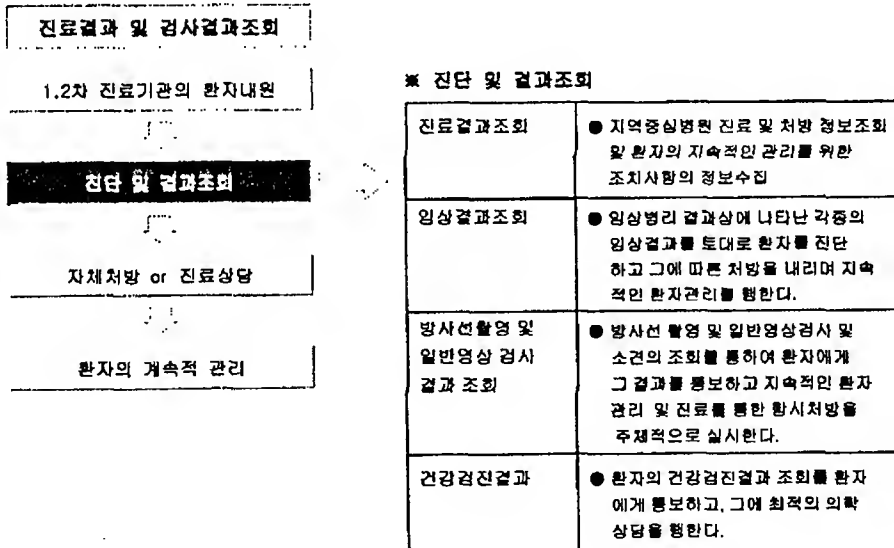 진료결과 및 검사결과조회
1.2차 진료기관의 환자내원
진단 및 결과조회
자체처방 or 진료상담
환자의 계속적 관리
※ 진단 및 결과조회
진료결과조회
● 지역중심병원 진료 및 처방 정보조회
및 환자의 지속적인 관리를 위한
조치사항의 정보수집
임상결과조회
● 임상병리 결과상에 나타난 각종의
임상결과를 토대로 환자를 진단
하고 그에 따른 처방을 내리며 지속
적인 환자관리를 행한다.
방사선촬영 및
일반영상 검사
결과 조회
● 방사선 촬영 및 일반영상검사 및
소견의 조회를 통하여 환자에게
그 결과를 통보하고 지속적인 환자
관리 및 진료를 통한 항시처방을
주체적으로 실시한다.
건강검진결과
● 환자의 건강검진결과 조회를 환자
에게 통보하고, 그에 최적의 의학
상담을 행한다.